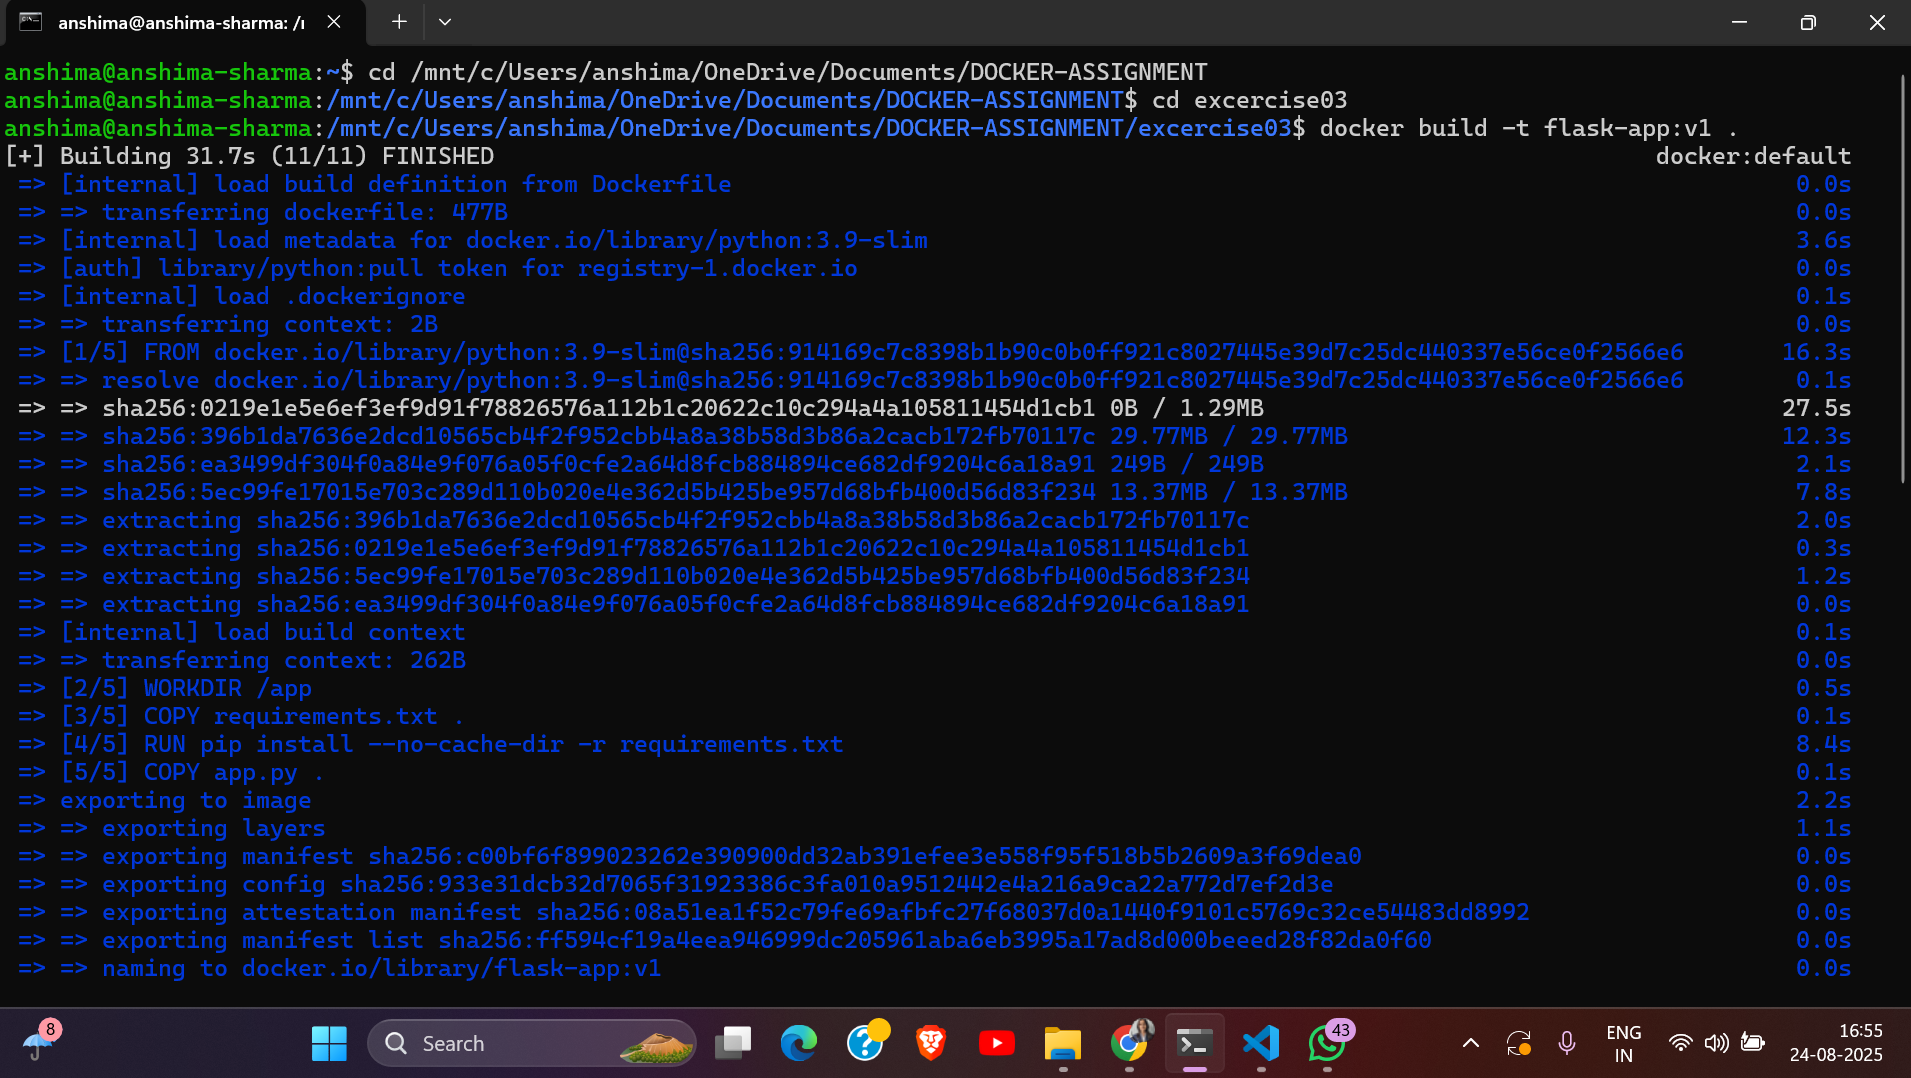 anshima@anshima-sharma: /r
anshima@anshima-sharma:~$ cd /mnt/c/Users/anshima/OneDrive/Documents/DOCKER-ASSIGNMENT
anshima@anshima-sharma:/mnt/c/Users/anshima/OneDrive/Documents/DOCKER-ASSIGNMENT$ cd excercise03
anshima@anshima-sharma:/mnt/c/Users/anshima/OneDrive/Documents/DOCKER-ASSIGNMENT/excercise03$ docker build -t flask-app:v1 .
[+] Building 31.7s (11/11) FINISHED docker:default
=> [internal] load build definition from Dockerfile 0.0s
=> => transferring dockerfile: 477B 0.0s
=> [internal] load metadata for docker.io/library/python:3.9-slim 3.6s
=> [auth] library/python:pull token for registry-1.docker.io 0.0s
=> [internal] load .dockerignore 0.1s
=> => transferring context: 2B 0.0s
=> [1/5] FROM docker.io/library/python:3.9-slim@sha256:914169c7c8398b1b90c0b0ff921c8027445e39d7c25dc440337e56ce0f2566e6 16.3s
=> => resolve docker.io/library/python:3.9-slim@sha256:914169c7c8398b1b90c0b0ff921c8027445e39d7c25dc440337e56ce0f2566e6 0.1s
=> => sha256:0219e1e5e6ef3ef9d91f78826576a112b1c20622c10c294a4a105811454d1cb1 0B / 1.29MB 27.5s
=> => sha256:396b1da7636e2dcd10565cb4f2f952cbb4a8a38b58d3b86a2cacb172fb70117c 29.77MB / 29.77MB 12.3s
=> => sha256:ea3499df304f0a84e9f076a05f0cfe2a64d8fcb884894ce682df9204c6a18a91 249B / 249B 2.1s
=> => sha256:5ec99fe17015e703c289d110b020e4e362d5b425be957d68bfb400d56d83f234 13.37MB / 13.37MB 7.8s
=> => extracting sha256:396b1da7636e2dcd10565cb4f2f952cbb4a8a38b58d3b86a2cacb172fb70117c 2.0s
=> => extracting sha256:0219e1e5e6ef3ef9d91f78826576a112b1c20622c10c294a4a105811454d1cb1 0.3s
=> => extracting sha256:5ec99fe17015e703c289d110b020e4e362d5b425be957d68bfb400d56d83f234 1.2s
=> => extracting sha256:ea3499df304f0a84e9f076a05f0cfe2a64d8fcb884894ce682df9204c6a18a91 0.0s
=> [internal] load build context 0.1s
=> => transferring context: 262B 0.0s
=> [2/5] WORKDIR /app 0.5s
=> [3/5] COPY requirements.txt . 0.1s
=> [4/5] RUN pip install --no-cache-dir -r requirements.txt 8.4s
=> [5/5] COPY app.py . 0.1s
=> exporting to image 2.2s
=> => exporting layers 1.1s
=> => exporting manifest sha256:c00bf6f899023262e390900dd32ab391efee3e558f95f518b5b2609a3f69dea0 0.0s
=> => exporting config sha256:933e31dcb32d7065f31923386c3fa010a9512442e4a216a9ca22a772d7ef2d3e 0.0s
=> => exporting attestation manifest sha256:08a51ea1f52c79fe69afbfc27f68037d0a1440f9101c5769c32ce54483dd8992 0.0s
=> => exporting manifest list sha256:ff594cf19a4eea946999dc205961aba6eb3995a17ad8d000beeed28f82da0f60 0.0s
=> => naming to docker.io/library/flask-app:v1 0.0s
8
Search
43
ENG
IN
16:55
24-08-2025